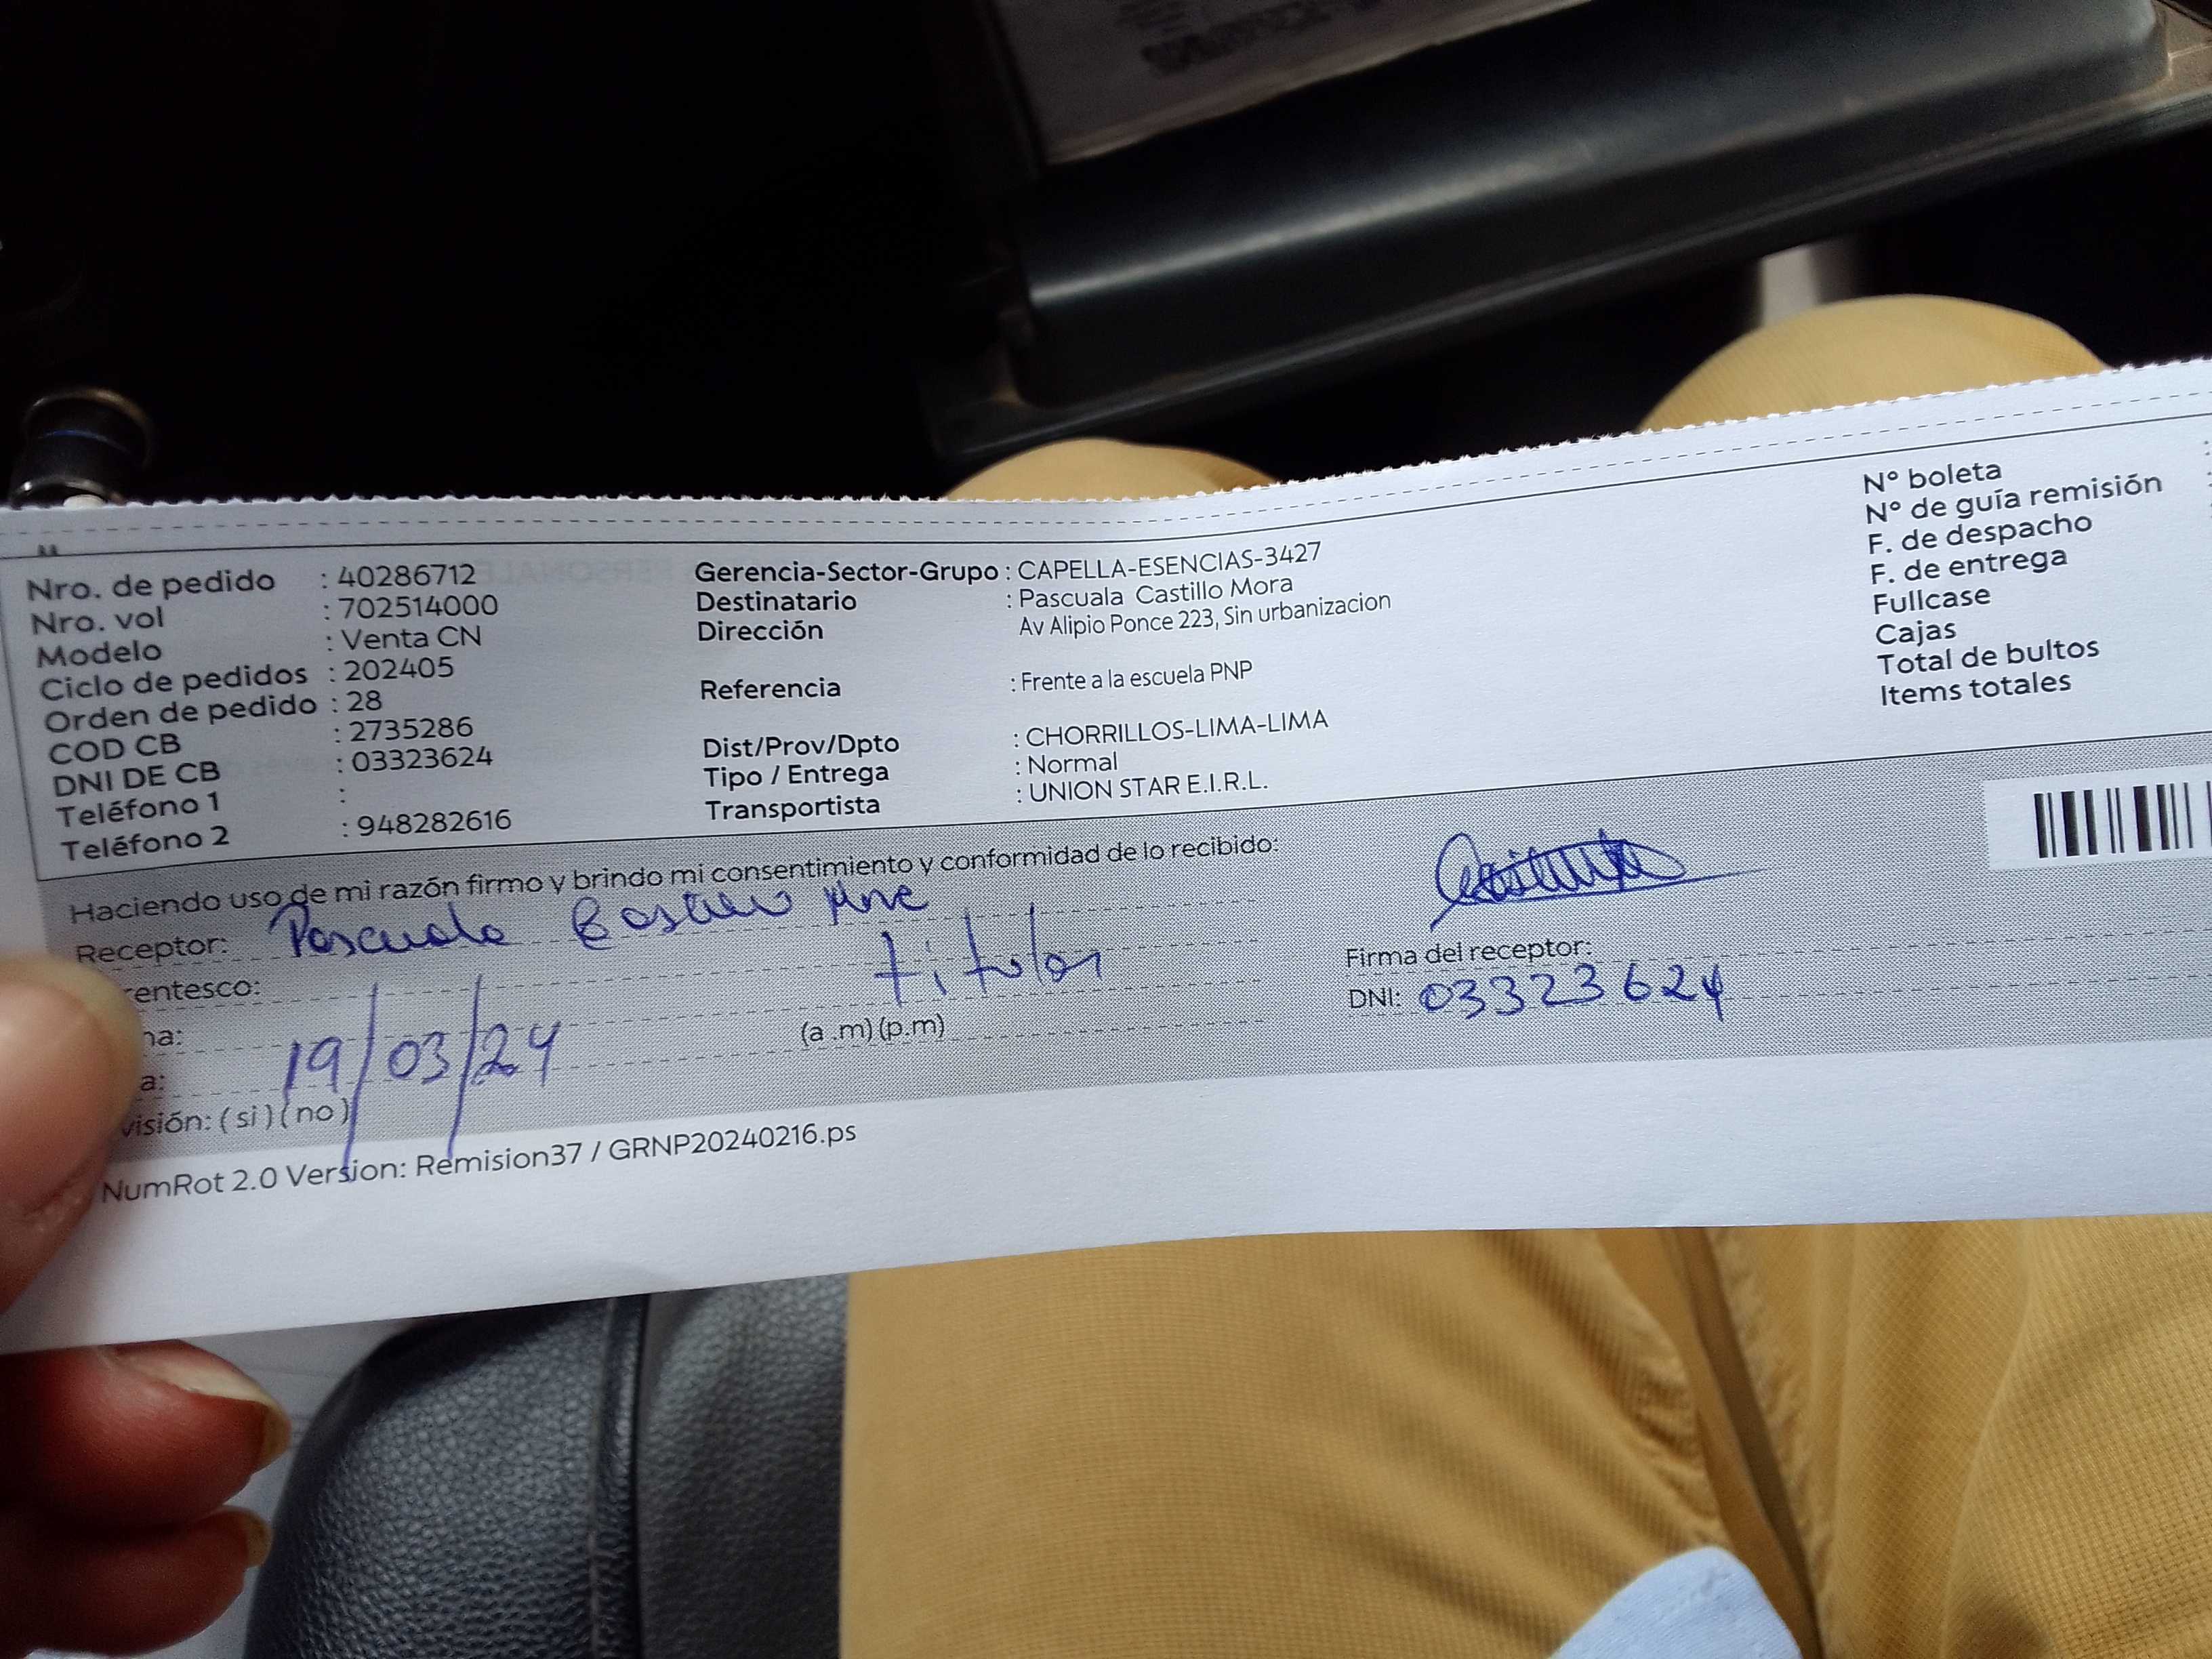 Nro. de pedido : 40286712
Nro. vol : 702514000
Modelo : Venta CN
Ciclo de pedidos : 202405
Orden de pedido : 28
COD CB : 2735286
DNI DE CB : 03323624
Teléfono 1 :
Teléfono 2 : 948282616
Gerencia-Sector-Grupo : CAPELLA-ESENCIAS-3427
Destinatario : Pascuala Castillo Mora
Dirección Av Alipio Ponce 223, Sin urbanizacion
Referencia : Frente a la escuela PNP
Dist/Prov/Dpto : CHORRILLOS-LIMA-LIMA
Tipo / Entrega : Normal
Transportista : UNION STAR E.I.R.L.
N° boleta
N° de guía remisión
F. de despacho
F. de entrega
Fullcase
Cajas
Total de bultos
Items totales
Haciendo uso de mi razón firmo y brindo mi consentimiento y conformidad de lo recibido:
Receptor: Pascuala
rentesco: titular
ha: 19/03/24
a: (a .m) (p.m)
visión: ( si ) ( no )
Firma del receptor:
DNI: 03323624
NumRot 2.0 Version: Remision37 / GRNP20240216.ps